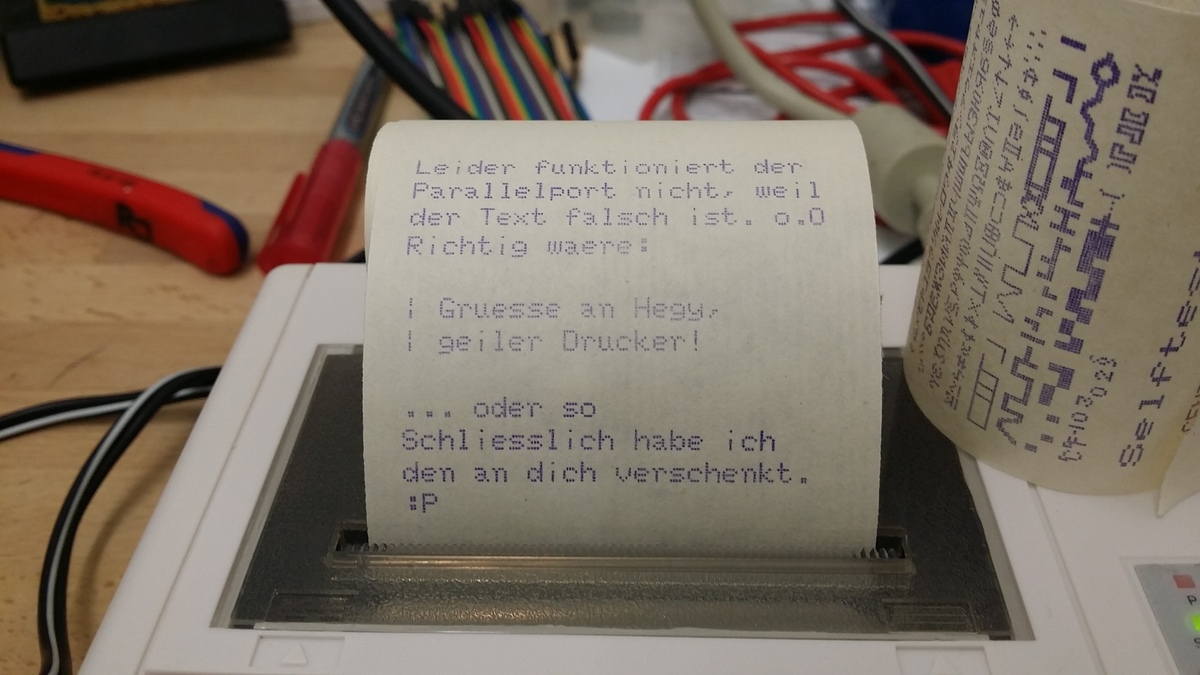 Leider funktioniert der
Parallelport nicht, weil
der Text falsch ist. o.O
Richtig waere:
| Gruesse an Hegy,
| geiler Drucker!
... oder so
Schliesslich habe ich
den an dich verschenkt.
:P
Selftest